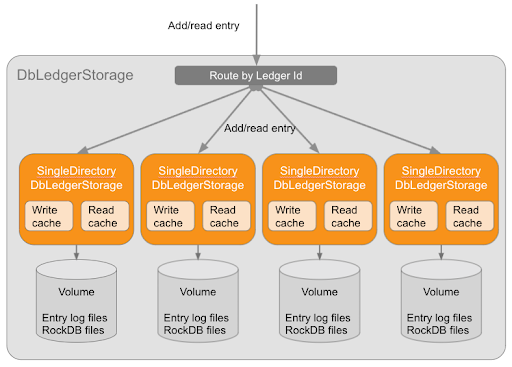 Add/read entry
DbLedgerStorage
Route by Ledger Id
Add/read entry
SingleDirectory
DbLedgerStorage
Write
cache
Read
cache
SingleDirectory
DbLedgerStorage
Write
cache
Read
cache
SingleDirectory
DbLedgerStorage
Write
cache
Read
cache
SingleDirectory
DbLedgerStorage
Write
cache
Read
cache
Volume
Entry log files
RockDB files
Volume
Entry log files
RockDB files
Volume
Entry log files
RockDB files
Volume
Entry log files
RockDB files